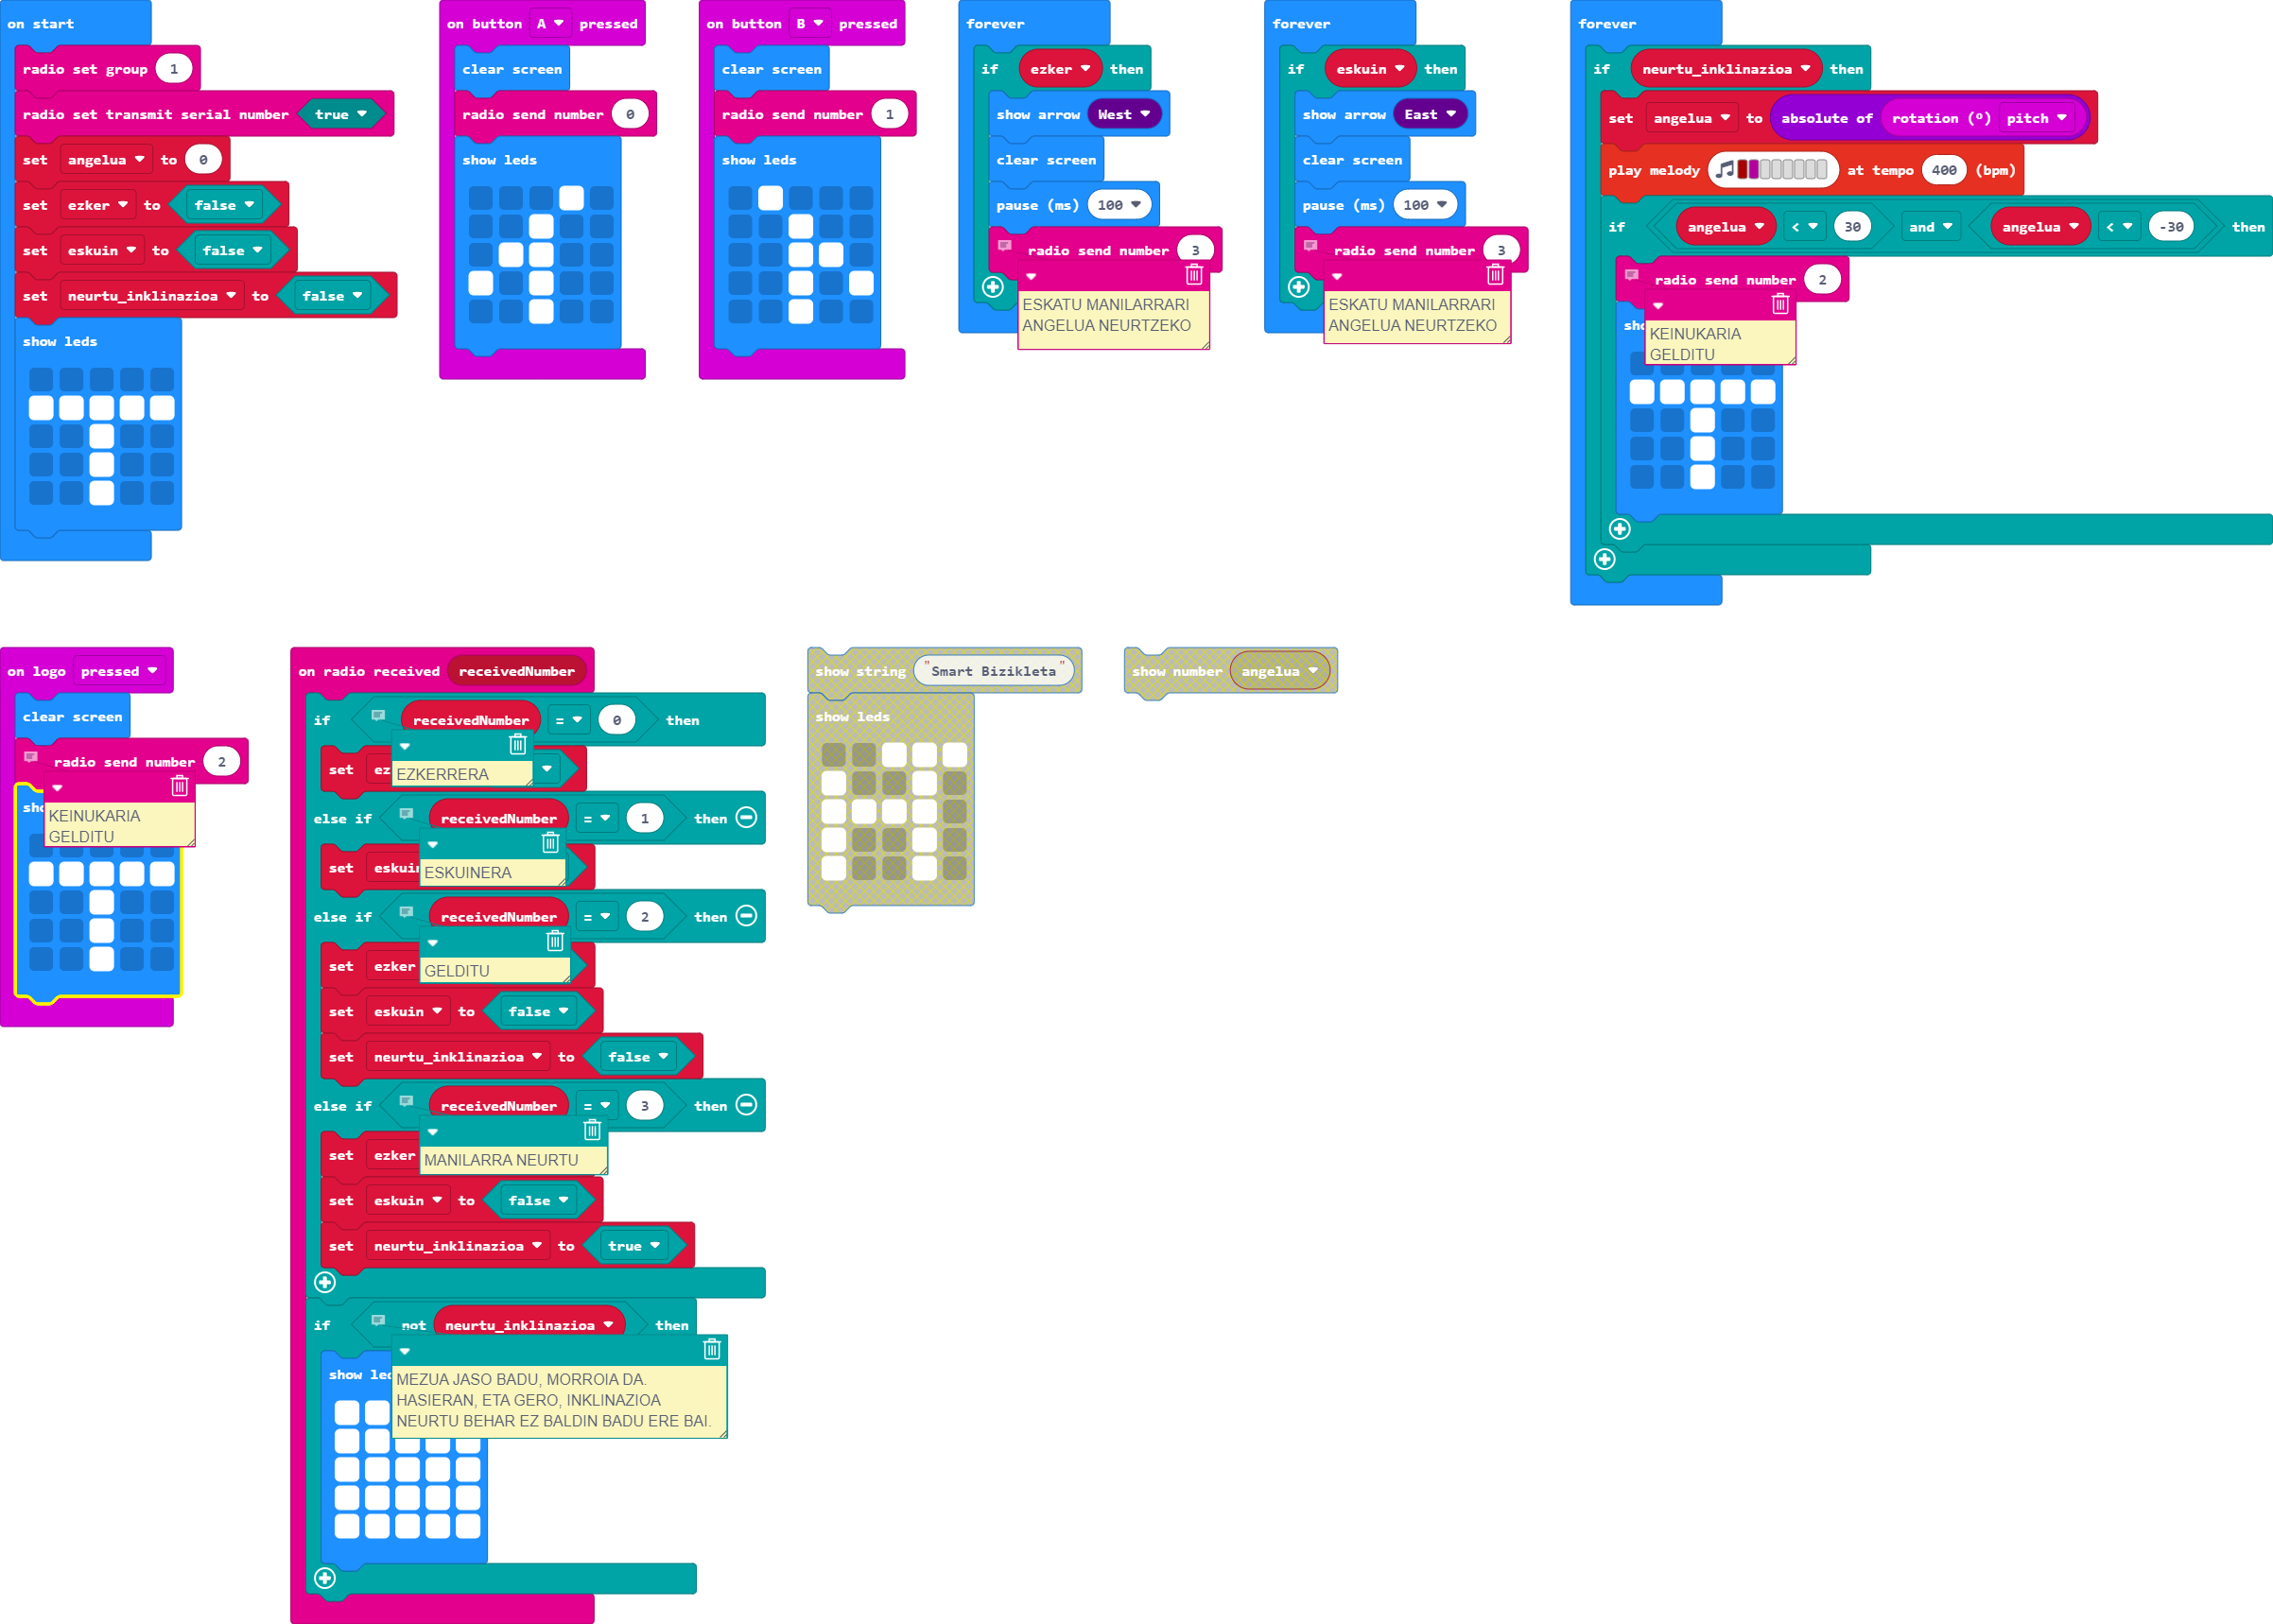 on start
radio set group 1
radio set transmit serial number true
set angelua to 0
set ezker to false
set eskuin to false
set neurtu_inklinazioa to false
show leds
on button A pressed
clear screen
radio send number 0
show leds
on button B pressed
clear screen
radio send number 1
show leds
forever
if ezker then
show arrow West
clear screen
pause (ms) 100
radio send number 3
ESKATU MANILARRARI
ANGELUA NEURTZEKO
forever
if eskuin then
show arrow East
clear screen
pause (ms) 100
radio send number 3
ESKATU MANILARRARI
ANGELUA NEURTZEKO
forever
if neurtu_inklinazioa then
set angelua to absolute of rotation (º) pitch
play melody at tempo 400 (bpm)
if angelua < 30 and angelua < -30 then
radio send number 2
KEINUKARIA
GELDITU
on logo pressed
clear screen
radio send number 2
KEINUKARIA
GELDITU
on radio received receivedNumber
if receivedNumber = 0 then
EZKERRERA
set
else if receivedNumber = 1 then
ESKUINERA
set
else if receivedNumber = 2 then
GELDITU
set ezker
set eskuin to false
set neurtu_inklinazioa to false
else if receivedNumber = 3 then
MANILARRA NEURTU
set ezker
set eskuin to false
set neurtu_inklinazioa to true
if not neurtu_inklinazioa then
MEZUA JASO BADU, MORROIA DA.
HASIERAN, ETA GERO, INKLINAZIOA
NEURTU BEHAR EZ BALDIN BADU ERE BAI.
show
show string "Smart Bizikleta"
show leds
show number angelua